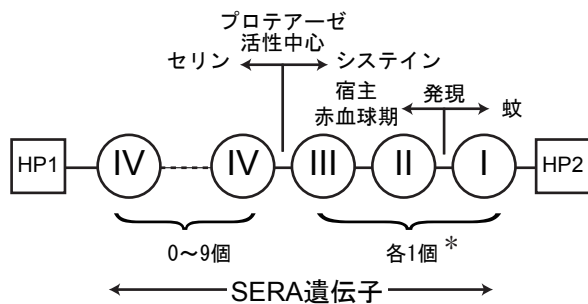 プロテアーゼ
活性中心
セリン
システイン
宿主
赤血球期
発現
蚊
HP1
IV
IV
III
II
I
HP2
0〜9個
各1個*
SERA遺伝子